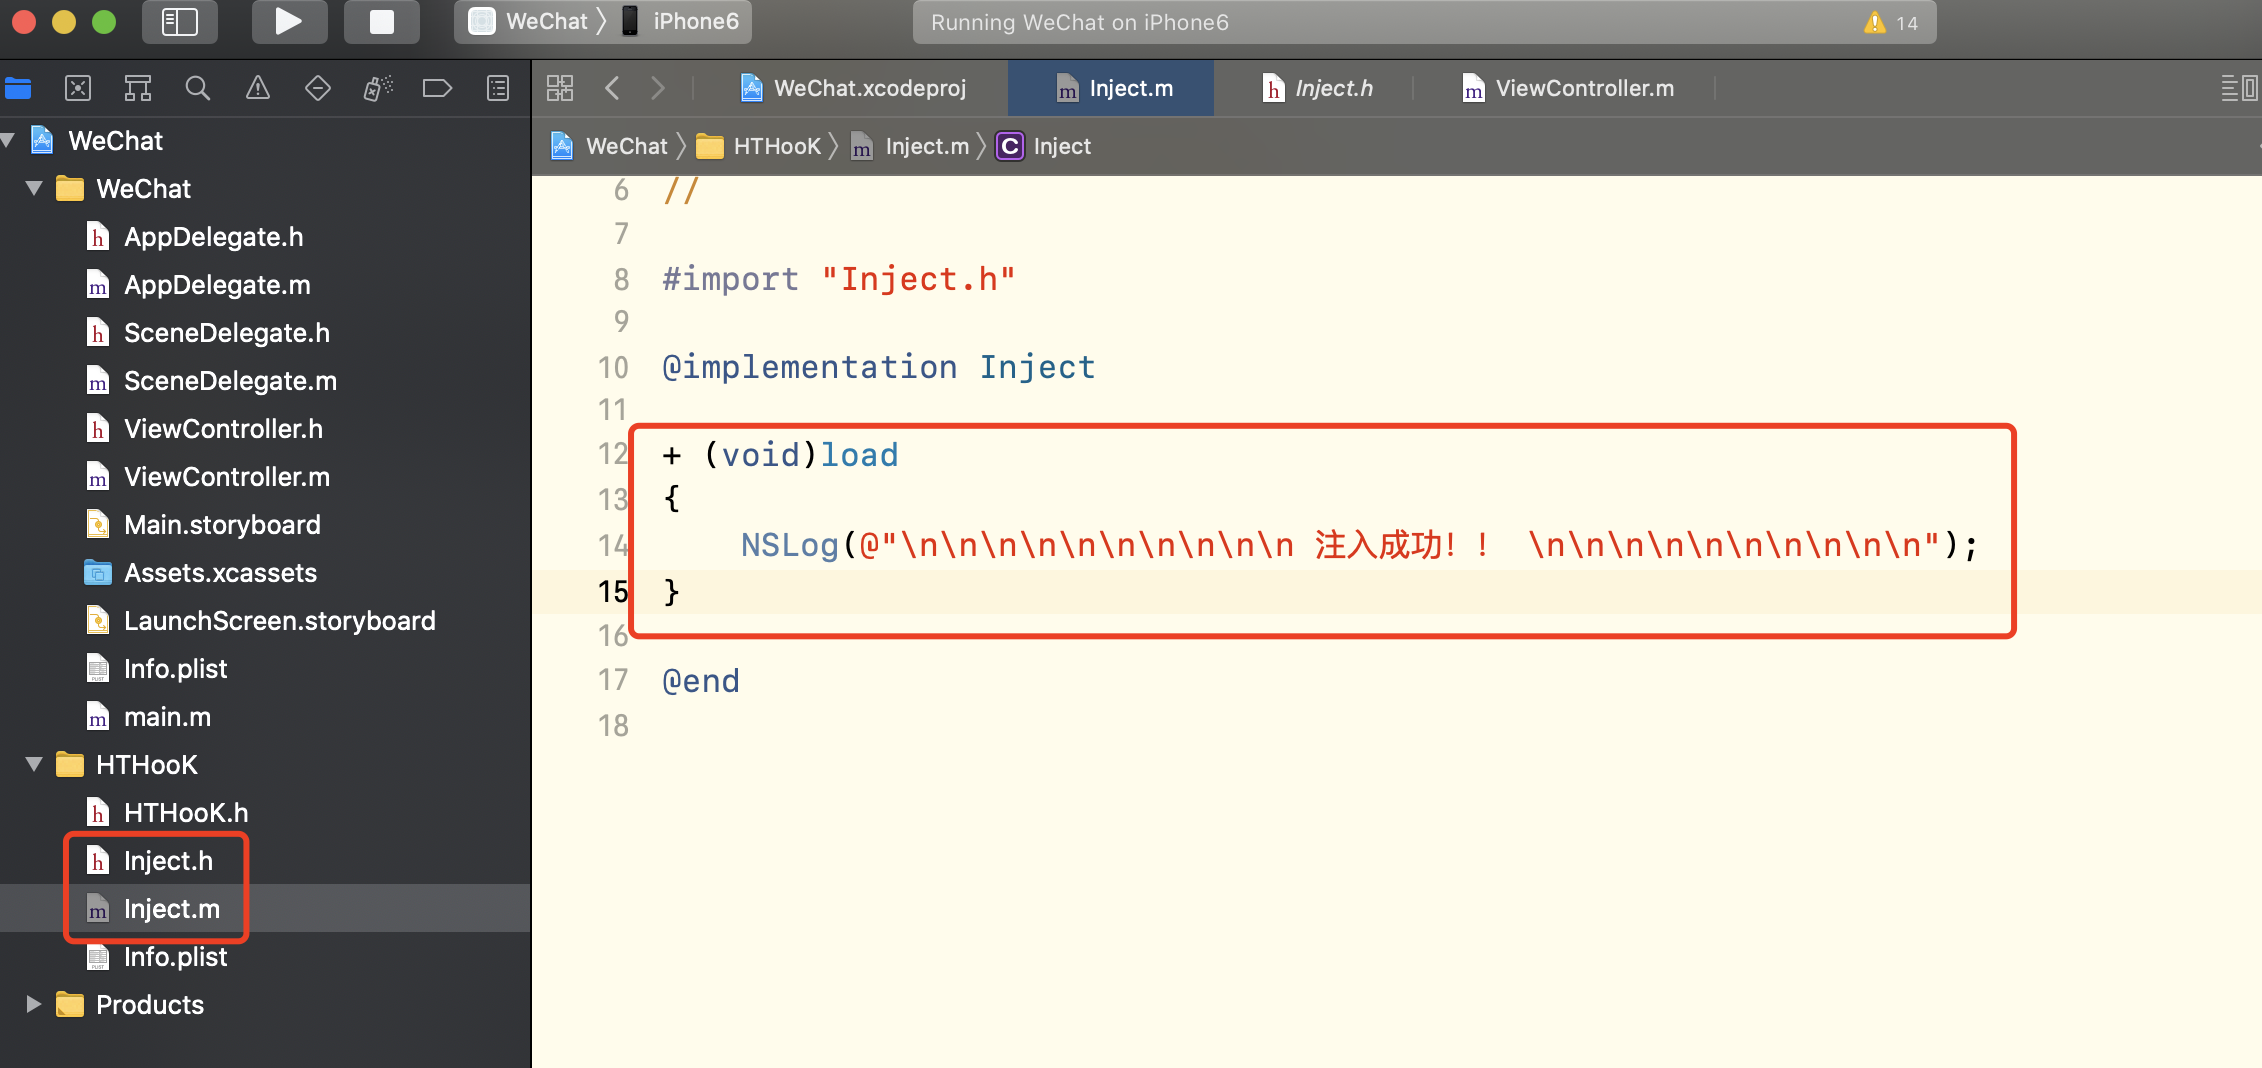 WeChat iPhone6
Running WeChat on iPhone6
14
WeChat.xcodeproj
Inject.m
Inject.h
ViewController.m
WeChat
WeChat
AppDelegate.h
AppDelegate.m
SceneDelegate.h
SceneDelegate.m
ViewController.h
ViewController.m
Main.storyboard
Assets.xcassets
LaunchScreen.storyboard
Info.plist
main.m
HTHooK
HTHooK.h
Inject.h
Inject.m
Info.plist
Products
WeChat HTHooK Inject.m C Inject
6 //
7
8 #import "Inject.h"
9
10 @implementation Inject
11
12 + (void)load
13 {
14 NSLog(@"\n\n\n\n\n\n\n\n\n\n 注入成功！！ \n\n\n\n\n\n\n\n\n\n");
15 }
16
17 @end
18